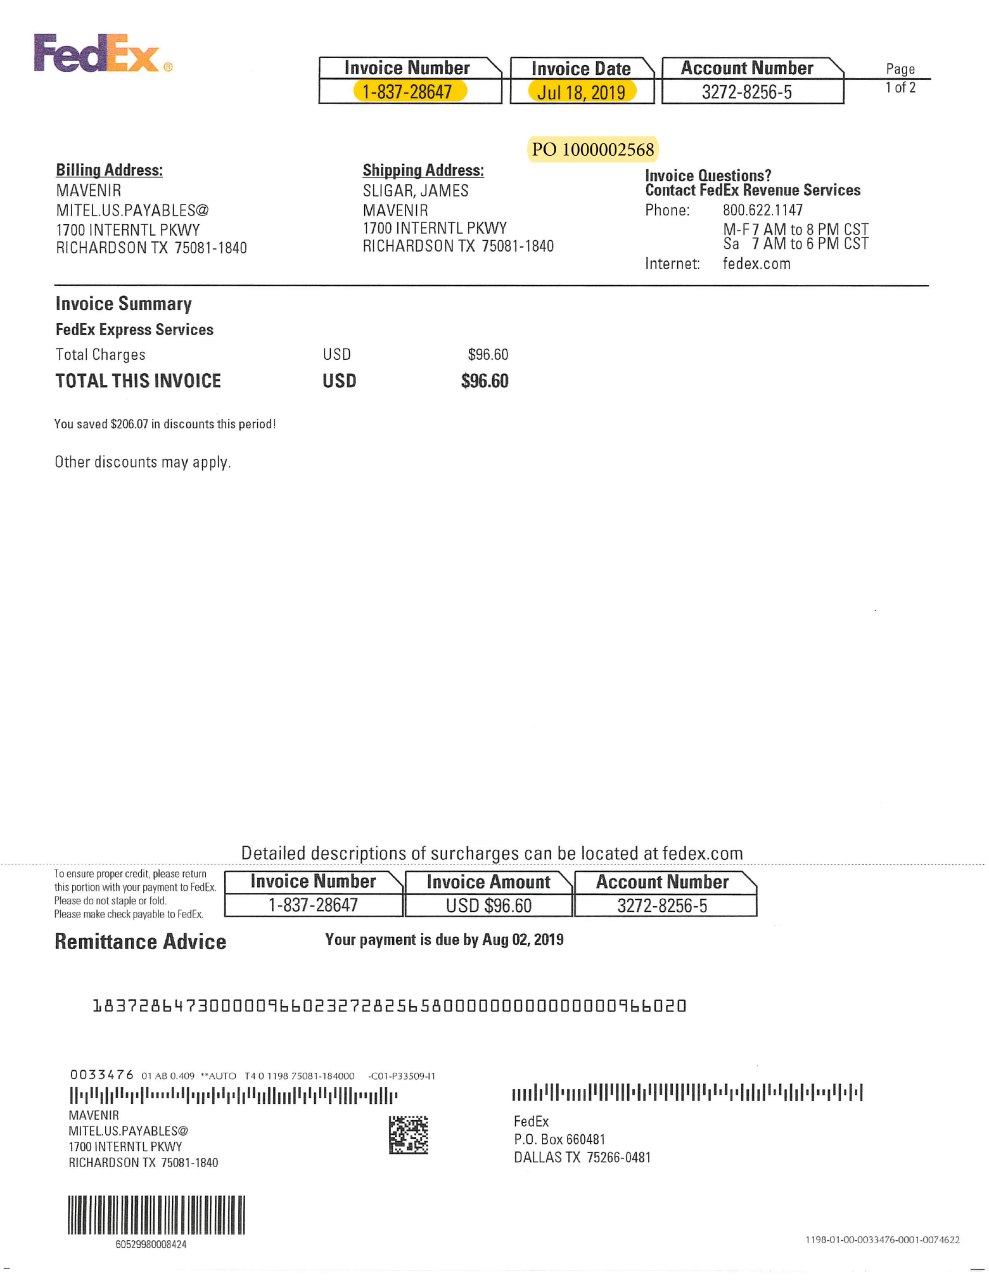 FedEx®
Invoice Number Invoice Date Account Number Page
1-837-28647 Jul 18, 2019 3272-8256-5 1 of 2
PO 1000002568
Billing Address:
MAVENIR
MITEL.US.PAYABLES@
1700 INTERNTL PKWY
RICHARDSON TX 75081-1840
Shipping Address:
SLIGAR, JAMES
MAVENIR
1700 INTERNTL PKWY
RICHARDSON TX 75081-1840
Invoice Questions?
Contact FedEx Revenue Services
Phone: 800.622.1147
M-F 7 AM to 8 PM CST
Sa 7 AM to 6 PM CST
Internet: fedex.com
Invoice Summary
FedEx Express Services
Total Charges USD $96.60
TOTAL THIS INVOICE USD $96.60
You saved $206.07 in discounts this period!
Other discounts may apply.
Detailed descriptions of surcharges can be located at fedex.com
To ensure proper credit, please return
this portion with your payment to FedEx.
Please do not staple or fold.
Please make check payable to FedEx.
Invoice Number Invoice Amount Account Number
1-837-28647 USD $96.60 3272-8256-5
Remittance Advice Your payment is due by Aug 02, 2019
183728647300000966023272825658000000000000000966020
0033476 01 AB 0.409 **AUTO T4 0 1198 75081-184000 -C01-P33509-I1
MAVENIR
MITEL.US.PAYABLES@
1700 INTERNTL PKWY
RICHARDSON TX 75081-1840
FedEx
P.O. Box 660481
DALLAS TX 75266-0481
60529980008424
1198-01-00-0033476-0001-0074622